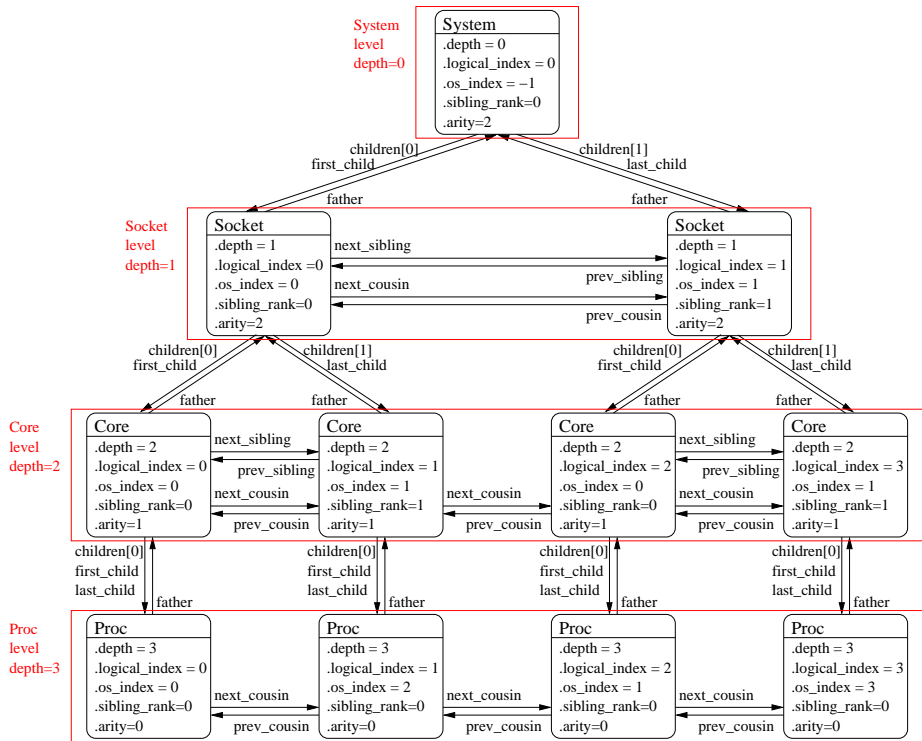 System
level
depth=0
System
.depth = 0
.logical_index = 0
.os_index = −1
.sibling_rank=0
.arity=2
children[0]
first_child
father
children[1]
last_child
father
Socket
level
depth=1
Socket
.depth = 1
.logical_index =0
.os_index = 0
.sibling_rank=0
.arity=2
next_sibling
prev_sibling
next_cousin
prev_cousin
Socket
.depth = 1
.logical_index = 1
.os_index = 1
.sibling_rank=1
.arity=2
children[0]
first_child
father
children[1]
last_child
father
children[0]
first_child
father
children[1]
last_child
father
Core
level
depth=2
Core
.depth = 2
.logical_index = 0
.os_index = 0
.sibling_rank=0
.arity=1
next_sibling
prev_sibling
next_cousin
prev_cousin
Core
.depth = 2
.logical_index = 1
.os_index = 1
.sibling_rank=1
.arity=1
next_cousin
prev_cousin
Core
.depth = 2
.logical_index = 2
.os_index = 0
.sibling_rank=0
.arity=1
next_sibling
prev_sibling
next_cousin
prev_cousin
Core
.depth = 2
.logical_index = 3
.os_index = 1
.sibling_rank=1
.arity=1
children[0]
first_child
last_child
father
children[0]
first_child
last_child
father
children[0]
first_child
last_child
father
children[0]
first_child
last_child
father
Proc
level
depth=3
Proc
.depth = 3
.logical_index = 0
.os_index = 0
.sibling_rank=0
.arity=0
next_cousin
prev_cousin
Proc
.depth = 3
.logical_index = 1
.os_index = 2
.sibling_rank=0
.arity=0
next_cousin
prev_cousin
Proc
.depth = 3
.logical_index = 2
.os_index = 1
.sibling_rank=0
.arity=0
next_cousin
prev_cousin
Proc
.depth = 3
.logical_index = 3
.os_index = 3
.sibling_rank=0
.arity=0